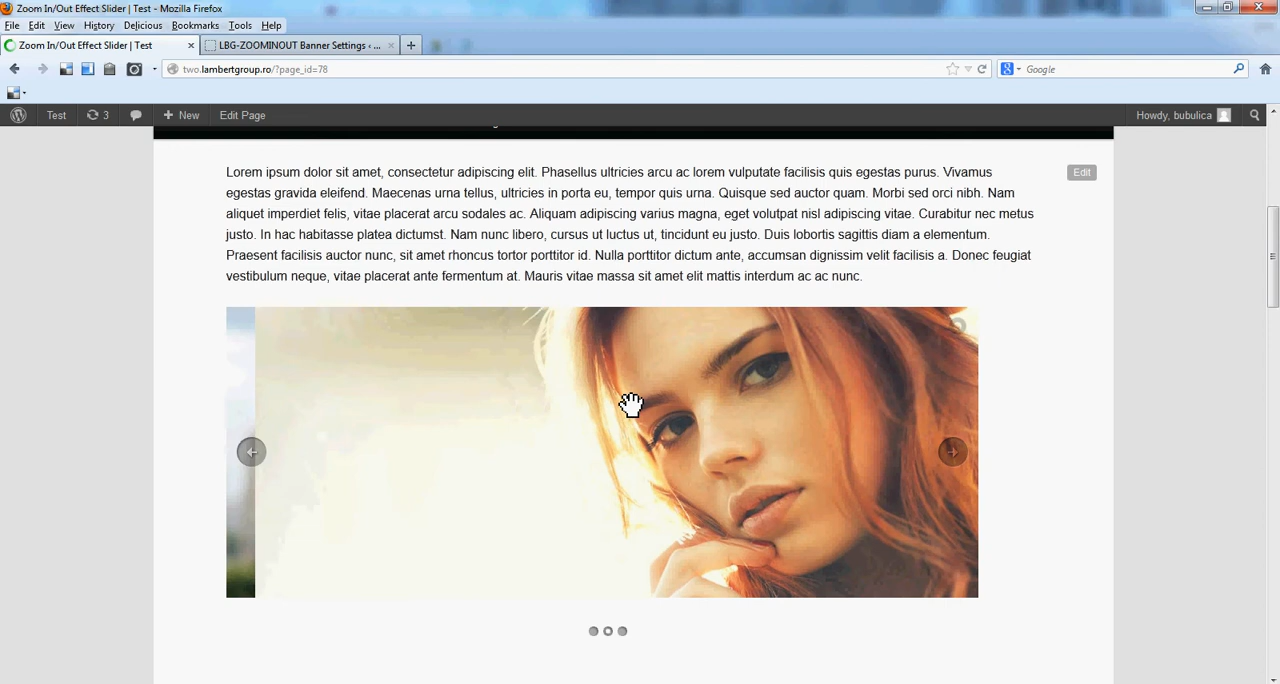 Zoom In/Out Effect Slider | Test - Mozilla Firefox
File Edit View History Delicious Bookmarks Tools Help
Zoom In/Out Effect Slider | Test × LBG-ZOOMINOUT Banner Settings ‹ ... × +
two.lambertgroup.ro/?page_id=78 Google
Test 3 New Edit Page Howdy, bubulica
Lorem ipsum dolor sit amet, consectetur adipiscing elit. Phasellus ultricies arcu ac lorem vulputate facilisis quis egestas purus. Vivamus Edit
egestas gravida eleifend. Maecenas urna tellus, ultricies in porta eu, tempor quis urna. Quisque sed auctor quam. Morbi sed orci nibh. Nam
aliquet imperdiet felis, vitae placerat arcu sodales ac. Aliquam adipiscing varius magna, eget volutpat nisl adipiscing vitae. Curabitur nec metus
justo. In hac habitasse platea dictumst. Nam nunc libero, cursus ut luctus ut, tincidunt eu justo. Duis lobortis sagittis diam a elementum.
Praesent facilisis auctor nunc, sit amet rhoncus tortor porttitor id. Nulla porttitor dictum ante, accumsan dignissim velit facilisis a. Donec feugiat
vestibulum neque, vitae placerat ante fermentum at. Mauris vitae massa sit amet elit mattis interdum ac ac nunc.